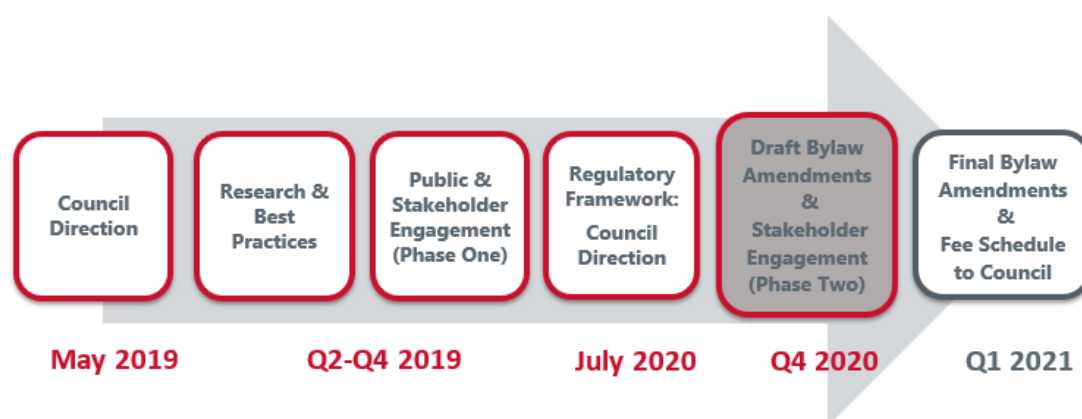 Council
Direction
Research &
Best
Practices
Public &
Stakeholder
Engagement
(Phase One)
Regulatory
Framework:
Council
Direction
Draft Bylaw
Amendments
&
Stakeholder
Engagement
(Phase Two)
Final Bylaw
Amendments
&
Fee Schedule
to Council
May 2019
Q2-Q4 2019
July 2020
Q4 2020
Q1 2021